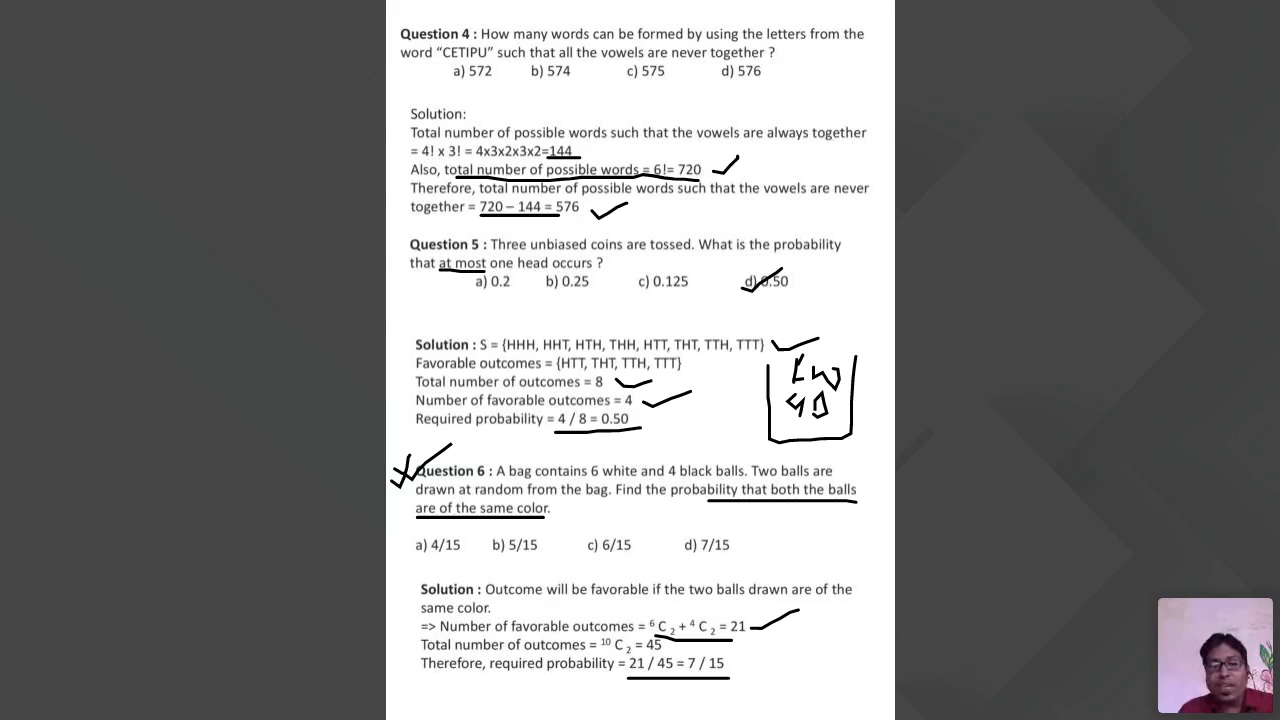 Question 4 : How many words can be formed by using the letters from the
word “CETIPU” such that all the vowels are never together ?
a) 572 b) 574 c) 575 d) 576
Solution:
Total number of possible words such that the vowels are always together
= 4! x 3! = 4x3x2x3x2=144
Also, total number of possible words = 6!= 720
Therefore, total number of possible words such that the vowels are never
together = 720 – 144 = 576
Question 5 : Three unbiased coins are tossed. What is the probability
that at most one head occurs ?
a) 0.2 b) 0.25 c) 0.125 d) 0.50
Solution : S = {HHH, HHT, HTH, THH, HTT, THT, TTH, TTT}
Favorable outcomes = {HTT, THT, TTH, TTT}
Total number of outcomes = 8
Number of favorable outcomes = 4
Required probability = 4 / 8 = 0.50
Question 6 : A bag contains 6 white and 4 black balls. Two balls are
drawn at random from the bag. Find the probability that both the balls
are of the same color.
a) 4/15 b) 5/15 c) 6/15 d) 7/15
Solution : Outcome will be favorable if the two balls drawn are of the
same color.
=> Number of favorable outcomes = ⁶ C ₂ + ⁴ C ₂ = 21
Total number of outcomes = ¹⁰ C ₂ = 45
Therefore, required probability = 21 / 45 = 7 / 15